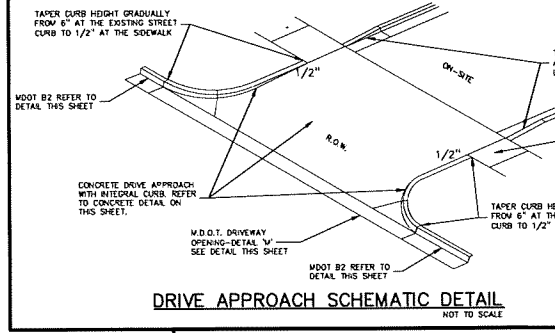 TAPER CURB HEIGHT GRADUALLY
FROM 6" AT THE EXISTING STREET
CURB TO 1/2" AT THE SIDEWALK
1/2"
ON-SITE
MDOT B2 REFER TO
DETAIL THIS SHEET
R.O.W.
1/2"
CONCRETE DRIVE APPROACH
WITH INTEGRAL CURB. REFER
TO CONCRETE DETAIL ON
THIS SHEET.
TAPER CURB HE
FROM 6" AT TH
CURB TO 1/2"
M.D.O.T. DRIVEWAY
OPENING-DETAIL 'M'
SEE DETAIL THIS SHEET
MDOT B2 REFER TO
DETAIL THIS SHEET
DRIVE APPROACH SCHEMATIC DETAIL
NOT TO SCALE